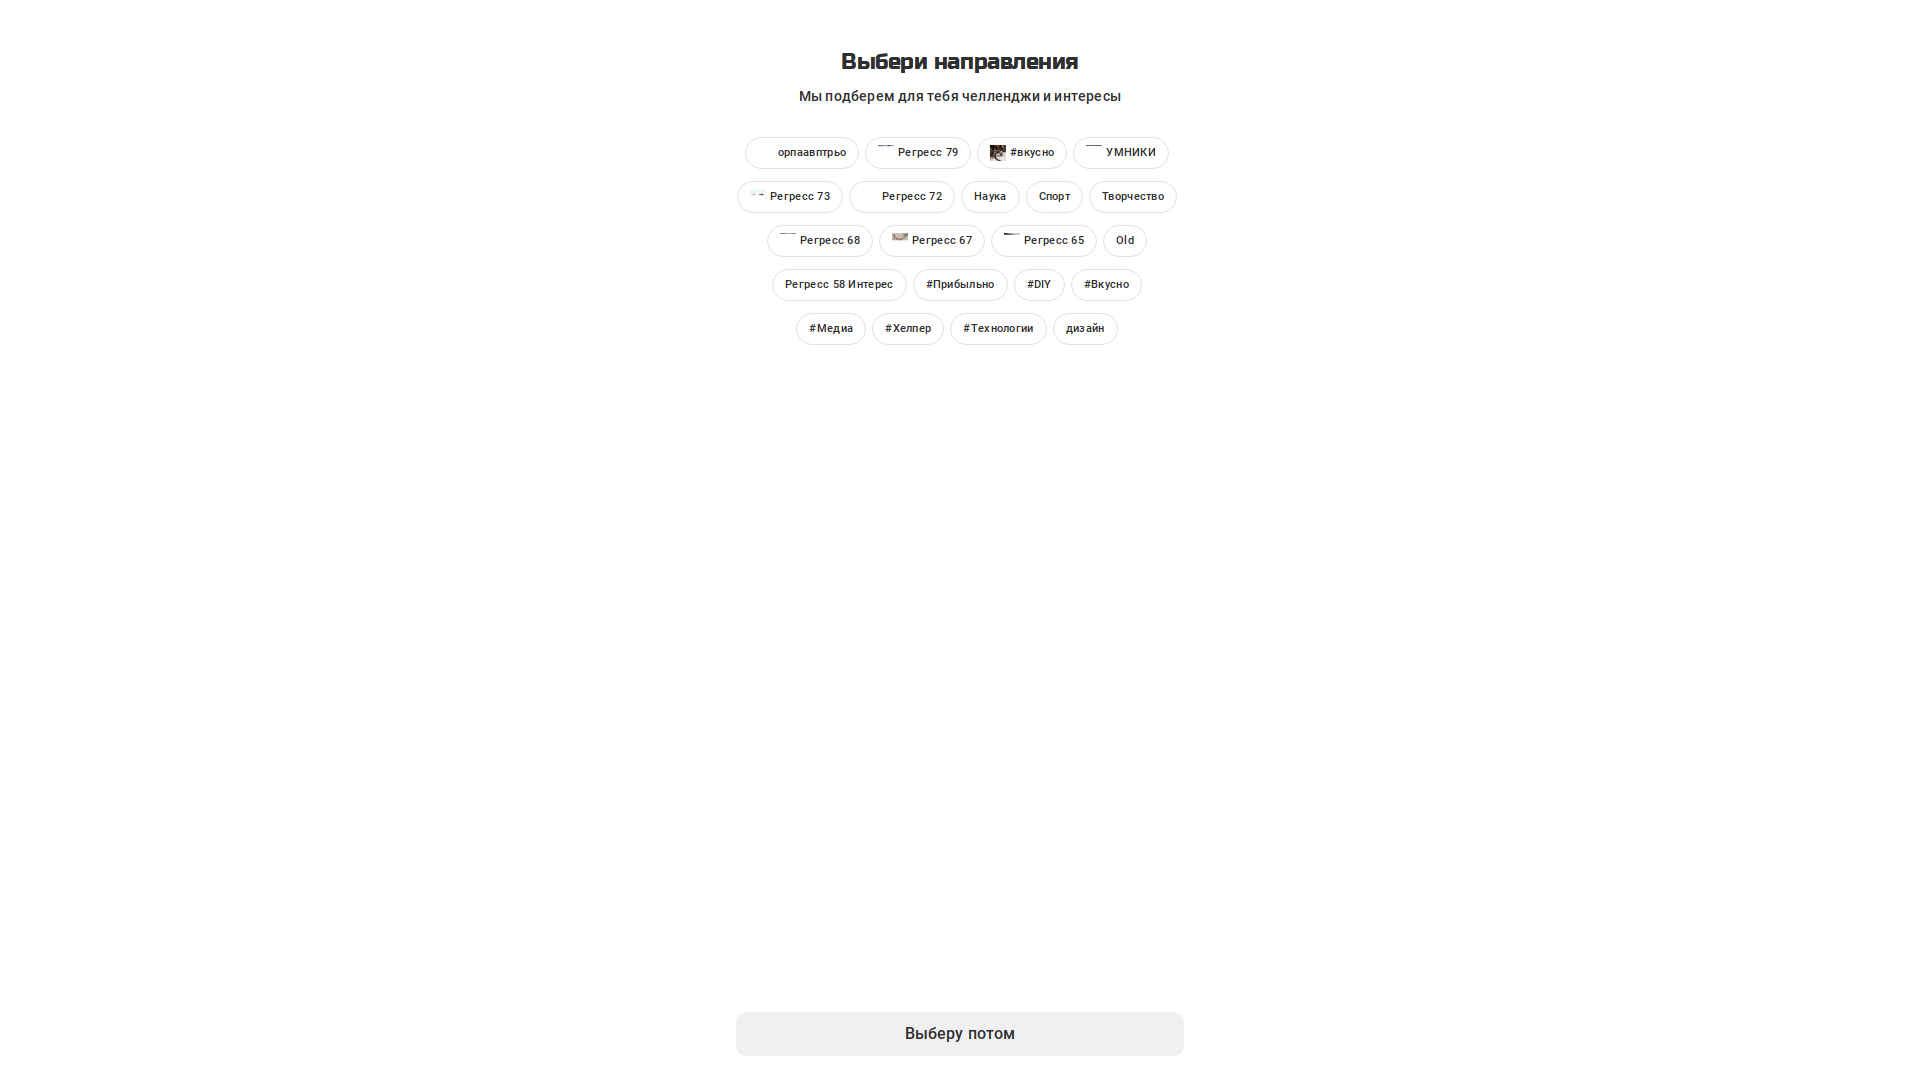 Выбери направления
Мы подберем для тебя челленджи и интересы
орпаавптрьо Регресс 79 #вкусно УМНИКИ
Регресс 73 Регресс 72 Наука Спорт Творчество
Регресс 68 Регресс 67 Регресс 65 Old
Регресс 58 Интерес #Прибыльно #DIY #Вкусно
#Медиа #Хелпер #Технологии дизайн
Выберу потом